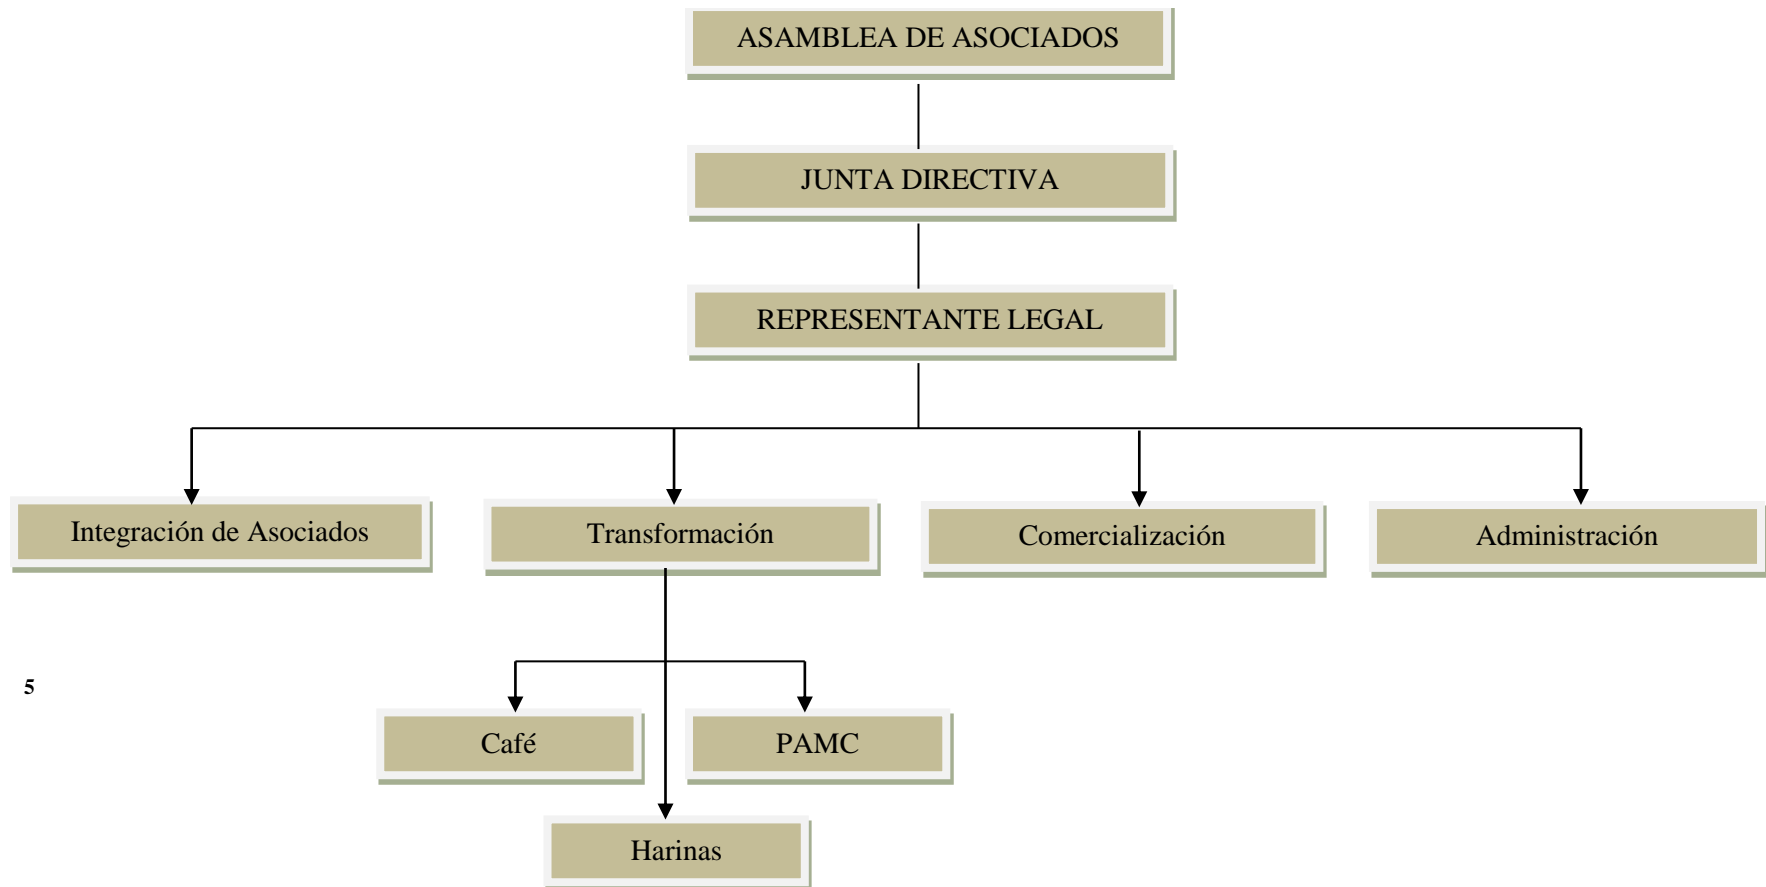 ASAMBLEA DE ASOCIADOS
JUNTA DIRECTIVA
REPRESENTANTE LEGAL
Integración de Asociados
Transformación
Comercialización
Administración
5
Café
PAMC
Harinas